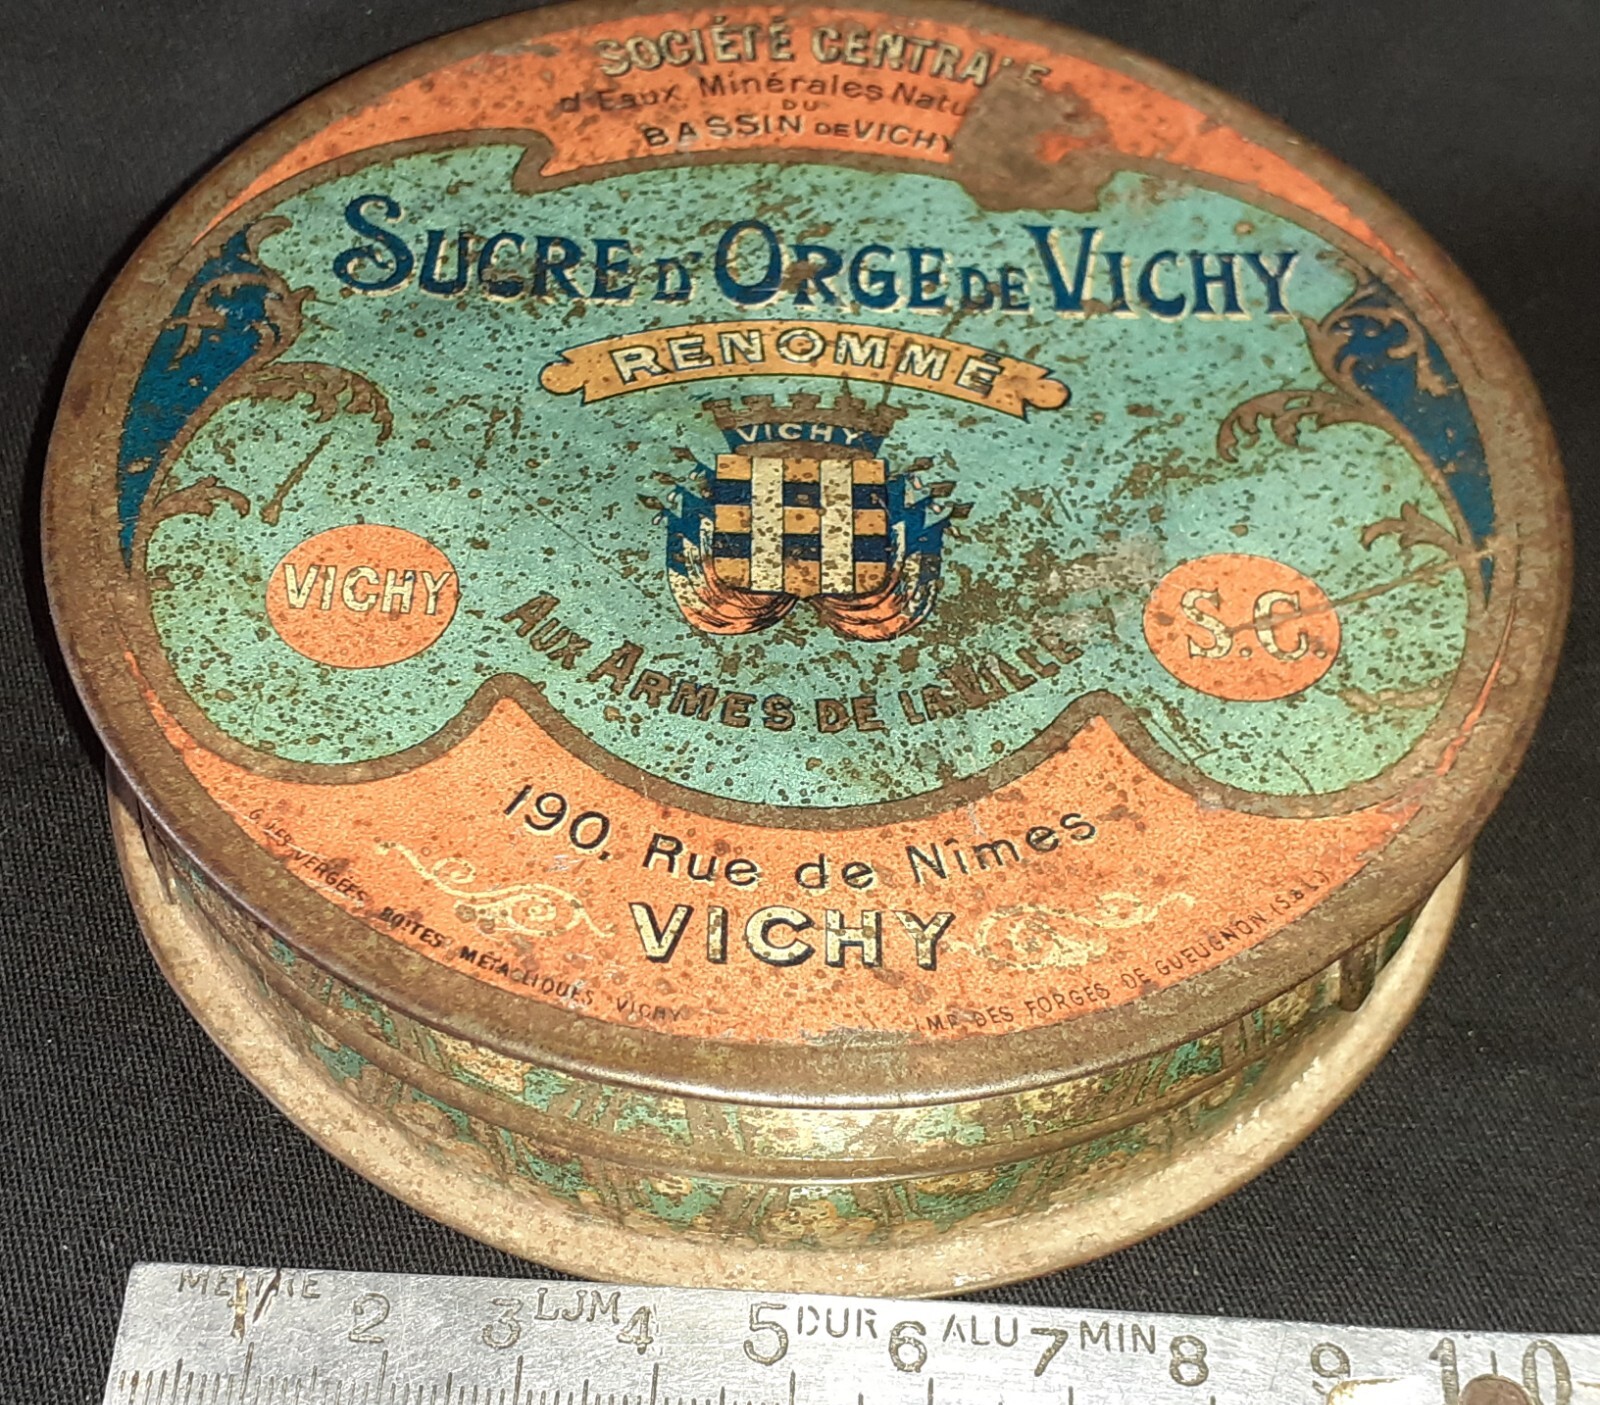 SOCIÉTÉ CENTRALE
d'Eaux Minérales Natu
DU
BASSIN DE VICHY
SUCRE D'ORGE DE VICHY
RENOMMÉ
VICHY
VICHY
S.C.
AUX ARMES DE LA VILLE
190, Rue de Nîmes
VICHY
VERGÉES BOITES METALLIQUES VICHY
IMP. DES FORGES DE GUEUGNON (S.&L.)
METRE LJM DUR ALU MIN
1 2 3 4 5 6 7 8 9 10